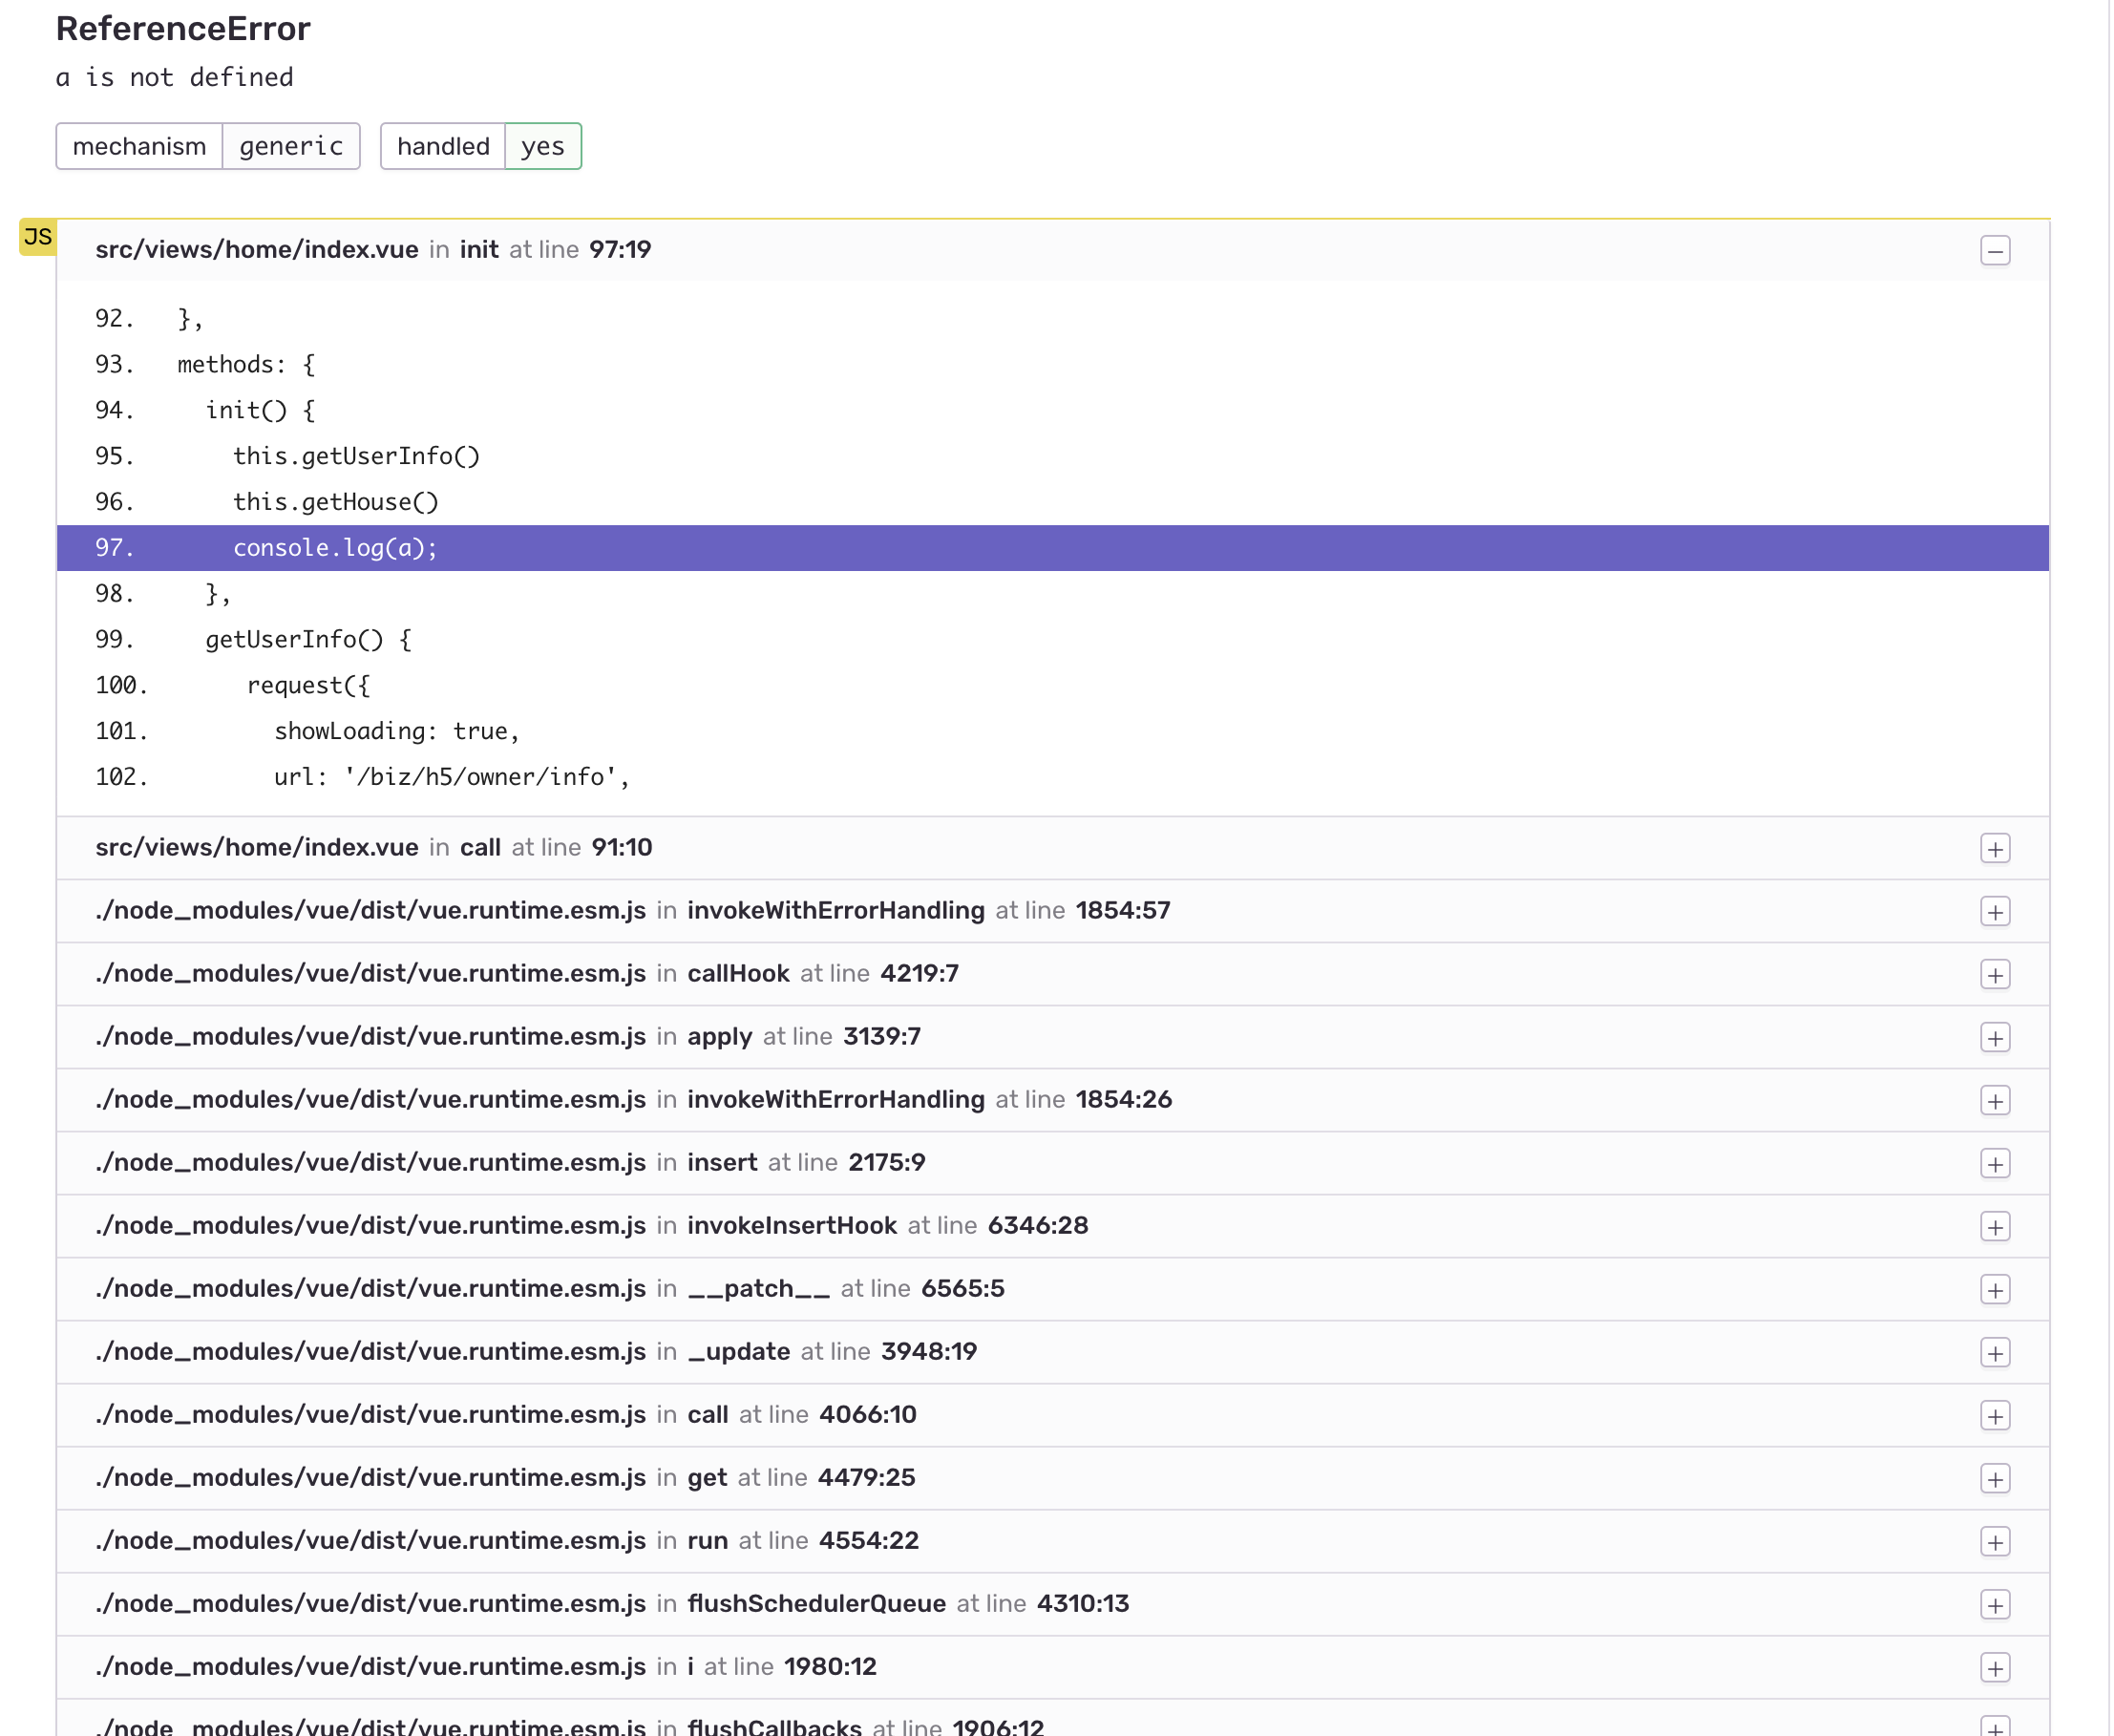 ReferenceError
a is not defined
mechanism generic handled yes
JS
src/views/home/index.vue in init at line 97:19
92. },
93. methods: {
94. init() {
95. this.getUserInfo()
96. this.getHouse()
97. console.log(a);
98. },
99. getUserInfo() {
100. request({
101. showLoading: true,
102. url: '/biz/h5/owner/info',
src/views/home/index.vue in call at line 91:10
./node_modules/vue/dist/vue.runtime.esm.js in invokeWithErrorHandling at line 1854:57
./node_modules/vue/dist/vue.runtime.esm.js in callHook at line 4219:7
./node_modules/vue/dist/vue.runtime.esm.js in apply at line 3139:7
./node_modules/vue/dist/vue.runtime.esm.js in invokeWithErrorHandling at line 1854:26
./node_modules/vue/dist/vue.runtime.esm.js in insert at line 2175:9
./node_modules/vue/dist/vue.runtime.esm.js in invokeInsertHook at line 6346:28
./node_modules/vue/dist/vue.runtime.esm.js in __patch__ at line 6565:5
./node_modules/vue/dist/vue.runtime.esm.js in _update at line 3948:19
./node_modules/vue/dist/vue.runtime.esm.js in call at line 4066:10
./node_modules/vue/dist/vue.runtime.esm.js in get at line 4479:25
./node_modules/vue/dist/vue.runtime.esm.js in run at line 4554:22
./node_modules/vue/dist/vue.runtime.esm.js in flushSchedulerQueue at line 4310:13
./node_modules/vue/dist/vue.runtime.esm.js in i at line 1980:12
./node_modules/vue/dist/vue.runtime.esm.js in flushCallbacks at line 1906:12